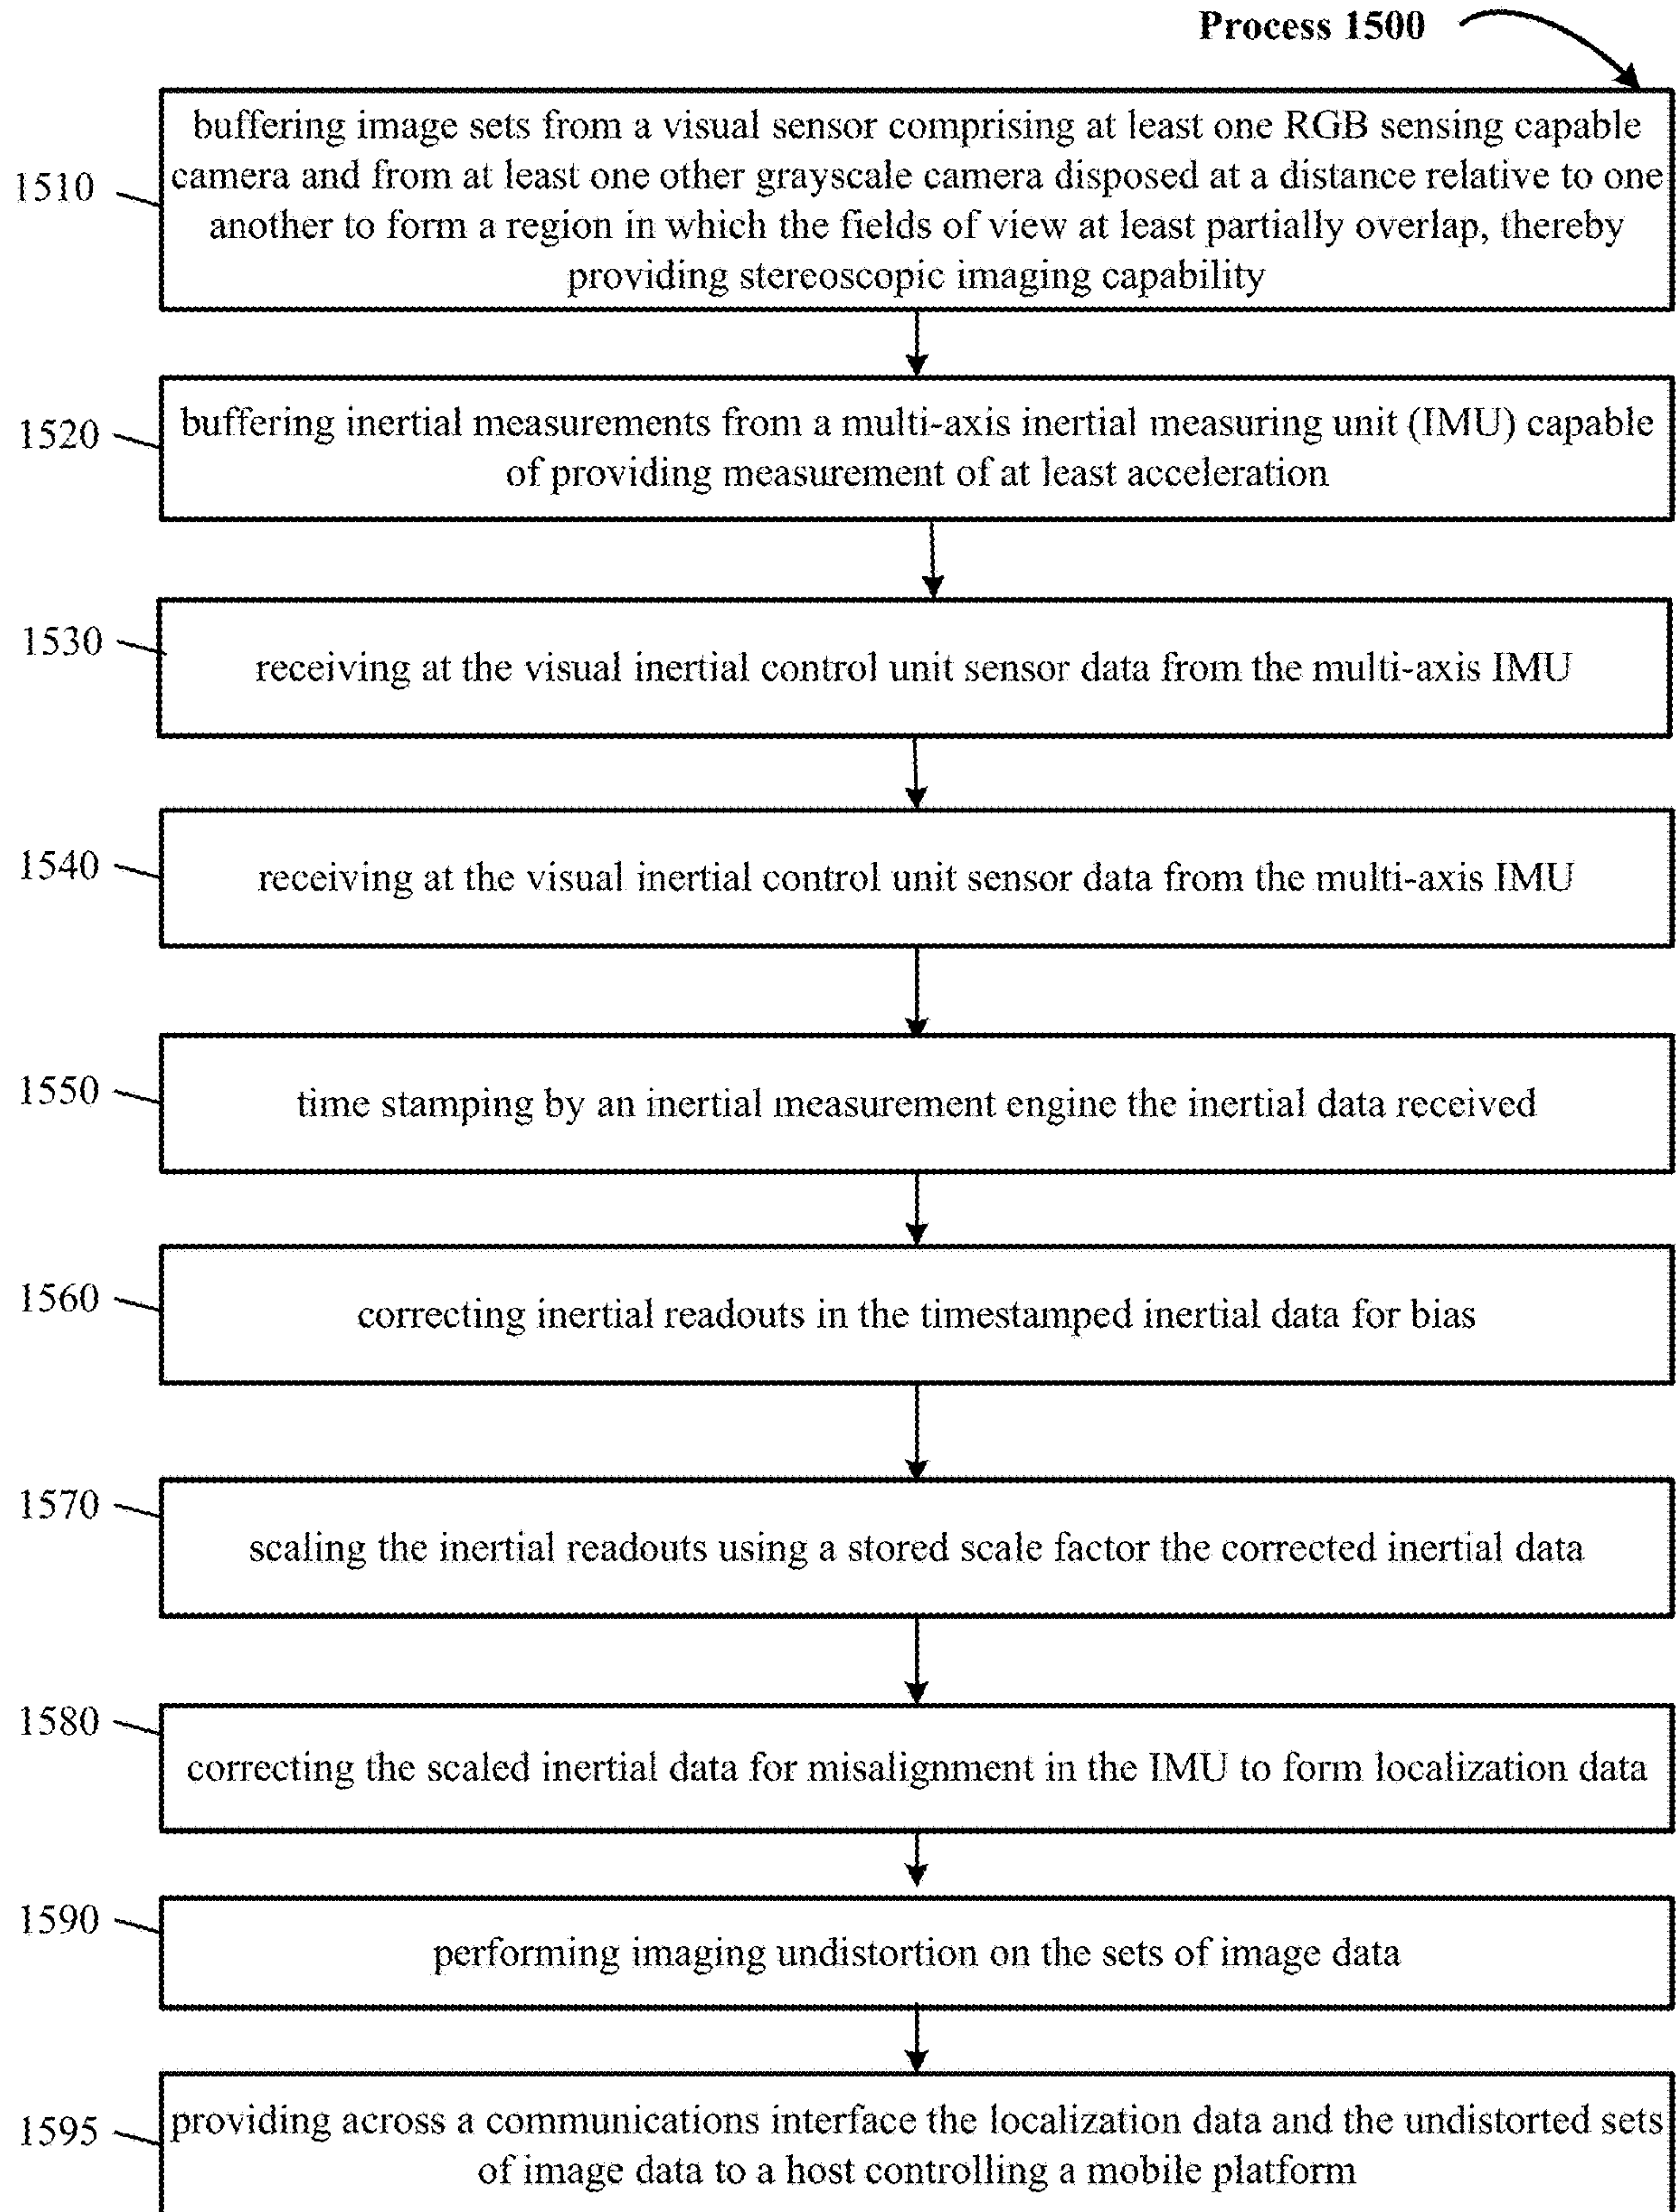 Process 1500
1510
buffering image sets from a visual sensor comprising at least one RGB sensing capable
camera and from at least one other grayscale camera disposed at a distance relative to one
another to form a region in which the fields of view at least partially overlap, thereby
providing stereoscopic imaging capability
1520
buffering inertial measurements from a multi-axis inertial measuring unit (IMU) capable
of providing measurement of at least acceleration
1530
receiving at the visual inertial control unit sensor data from the multi-axis IMU
1540
receiving at the visual inertial control unit sensor data from the multi-axis IMU
1550
time stamping by an inertial measurement engine the inertial data received
1560
correcting inertial readouts in the timestamped inertial data for bias
1570
scaling the inertial readouts using a stored scale factor the corrected inertial data
1580
correcting the scaled inertial data for misalignment in the IMU to form localization data
1590
performing imaging undistortion on the sets of image data
1595
providing across a communications interface the localization data and the undistorted sets
of image data to a host controlling a mobile platform